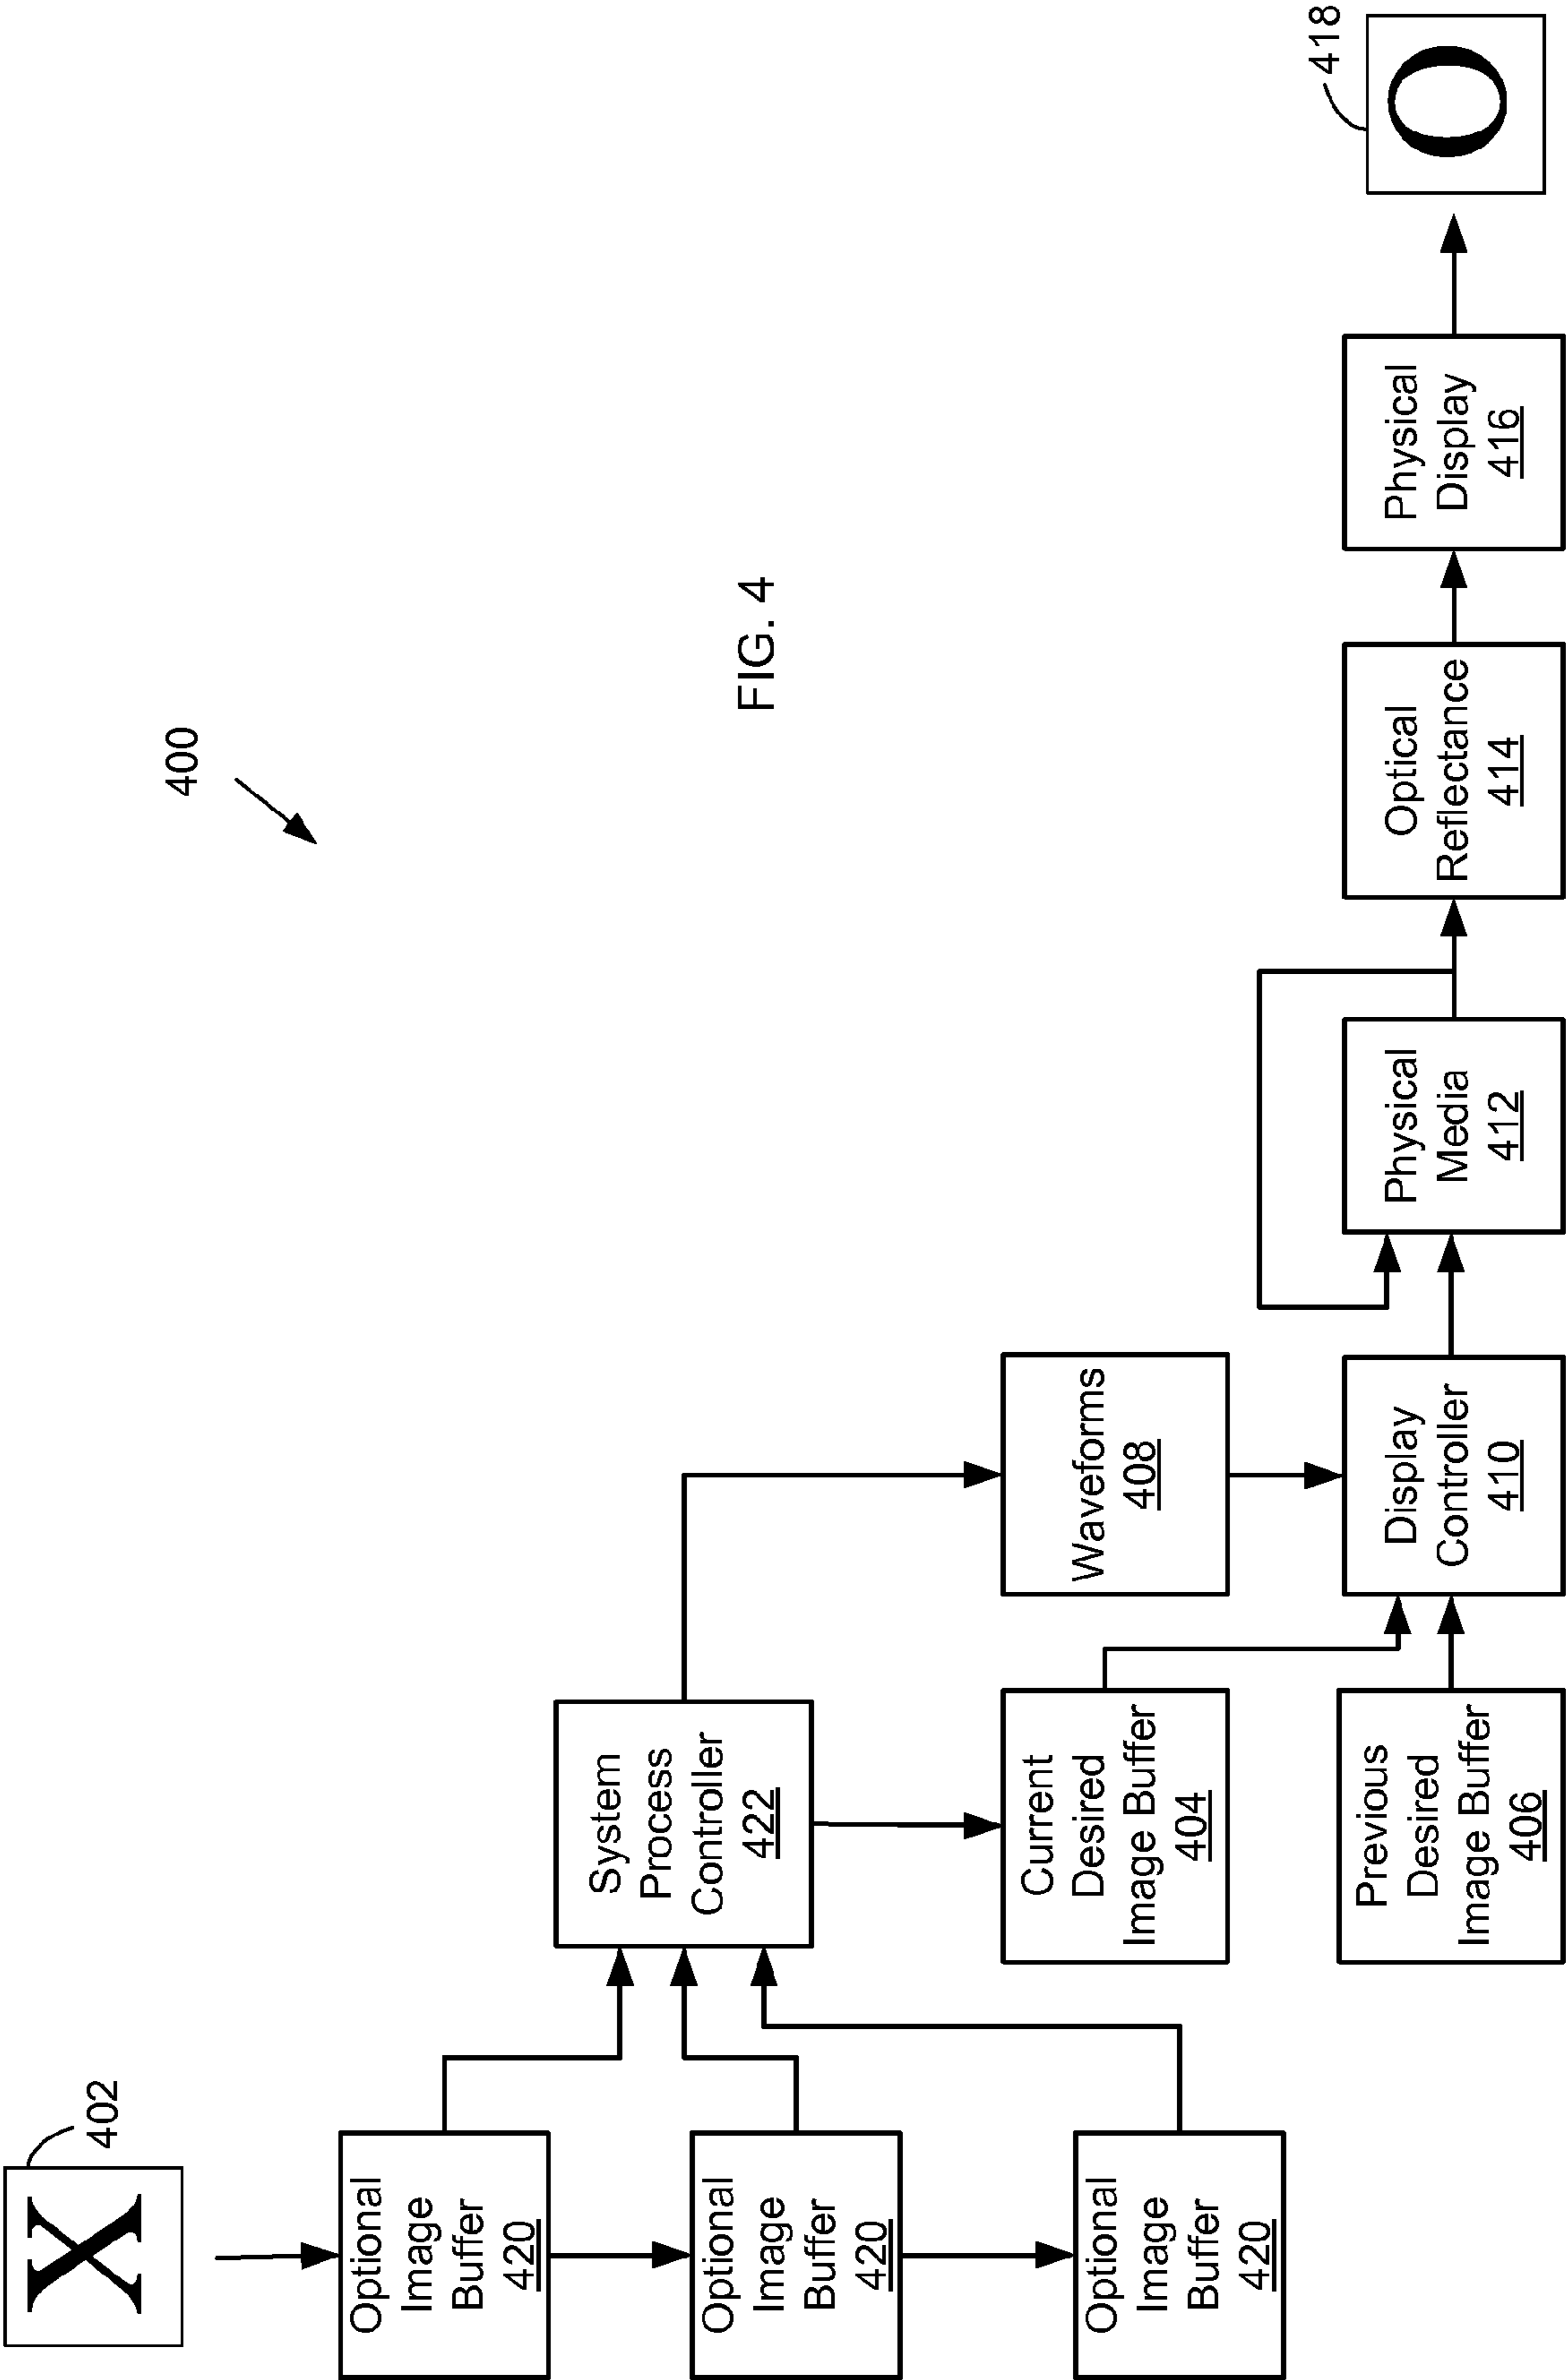 400
X
402
Optional
Image
Buffer
420
Optional
Image
Buffer
420
Optional
Image
Buffer
420
System
Process
Controller
422
Current
Desired
Image Buffer
404
Previous
Desired
Image Buffer
406
Waveforms
408
Display
Controller
410
Physical
Media
412
Optical
Reflectance
414
Physical
Display
416
O
418
FIG. 4